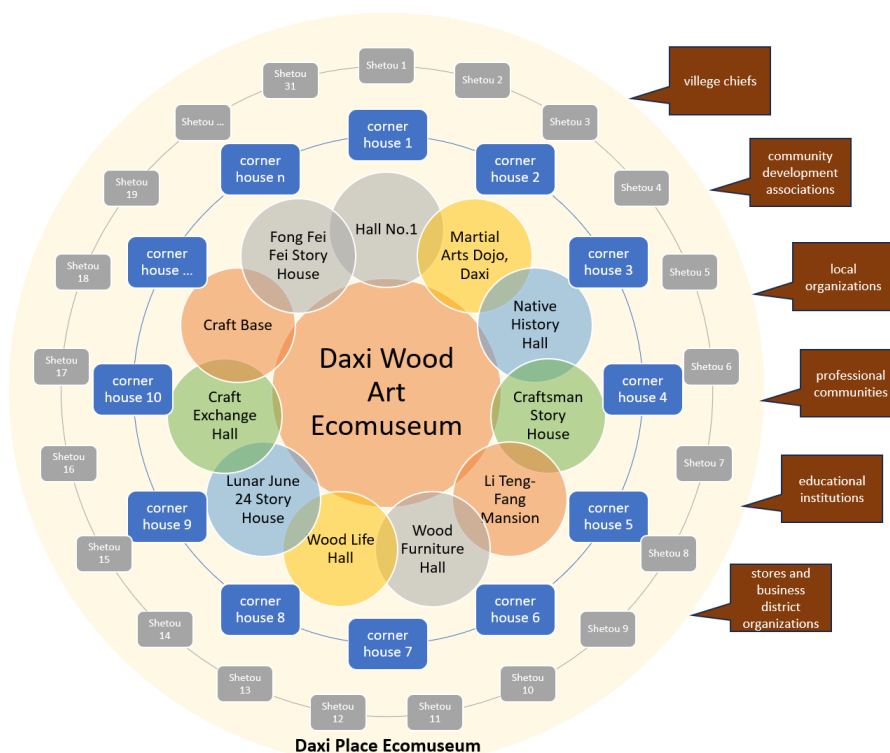 Shetou 1
Shetou 2
Shetou 3
Shetou 4
Shetou 5
Shetou 6
Shetou 7
Shetou 8
Shetou 9
Shetou
10
Shetou
11
Shetou
12
Shetou
13
Shetou
14
Shetou
15
Shetou
16
Shetou
17
Shetou
18
Shetou
19
Shetou ...
Shetou
31
corner
house 1
corner
house 2
corner
house 3
corner
house 4
corner
house 5
corner
house 6
corner
house 7
corner
house 8
corner
house 9
corner
house 10
corner
house ...
corner
house n
Hall No.1
Martial
Arts Dojo,
Daxi
Native
History
Hall
Craftsman
Story
House
Li Teng-
Fang
Mansion
Wood
Furniture
Hall
Wood Life
Hall
Lunar June
24 Story
House
Craft
Exchange
Hall
Craft Base
Fong Fei
Fei Story
House
Daxi Wood
Art
Ecomuseum
villege chiefs
community
development
associations
local
organizations
professional
communities
educational
institutions
stores and
business
district
organizations
Daxi Place Ecomuseum